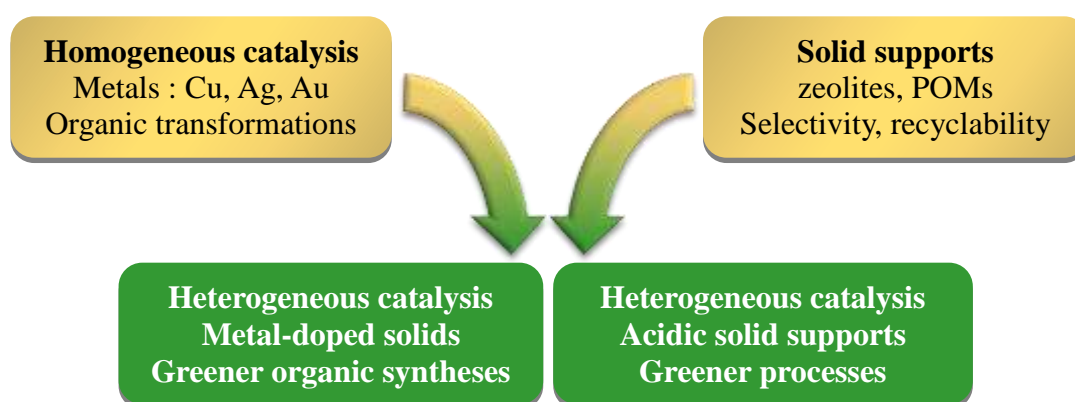 Homogeneous catalysis
Metals : Cu, Ag, Au
Organic transformations
Solid supports
zeolites, POMs
Selectivity, recyclability
Heterogeneous catalysis
Metal-doped solids
Greener organic syntheses
Heterogeneous catalysis
Acidic solid supports
Greener processes